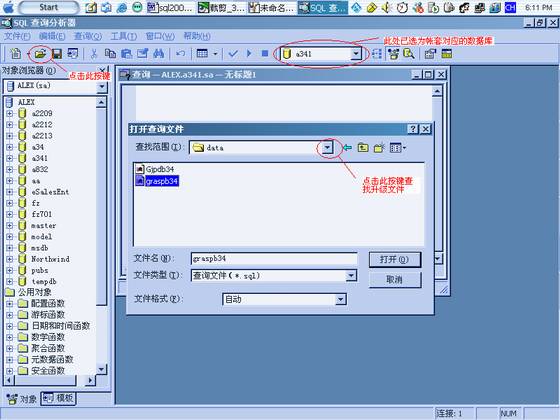 Start
sql200...
裁剪_3...
未命名...
SQL 查...
CH
6:11 PM
SQL 查询分析器
此处已选为帐套对应的数据库
文件(F) 编辑(E) 查询(Q) 工具(T)
a341
点击此按键
对象浏览器(O)
ALEX(sa)
ALEX
a2209
a2212
a2213
a34
a341
a832
aa
eSalesEnt
fr
fr701
master
model
msdb
Northwind
pubs
tempdb
公用对象
配置函数
游标函数
日期和时间函数
数学函数
聚合函数
元数据函数
安全函数
对象 模板
查询 — ALEX.a341.sa — 无标题1
打开查询文件
查找范围(I): data
Gjpdb34
graspb34
点击此按键查
找升级文件
文件名(N): graspb34 打开(O)
文件类型(T): 查询文件(*.sql) 取消
文件格式(F): 自动
连接: 1
NUM